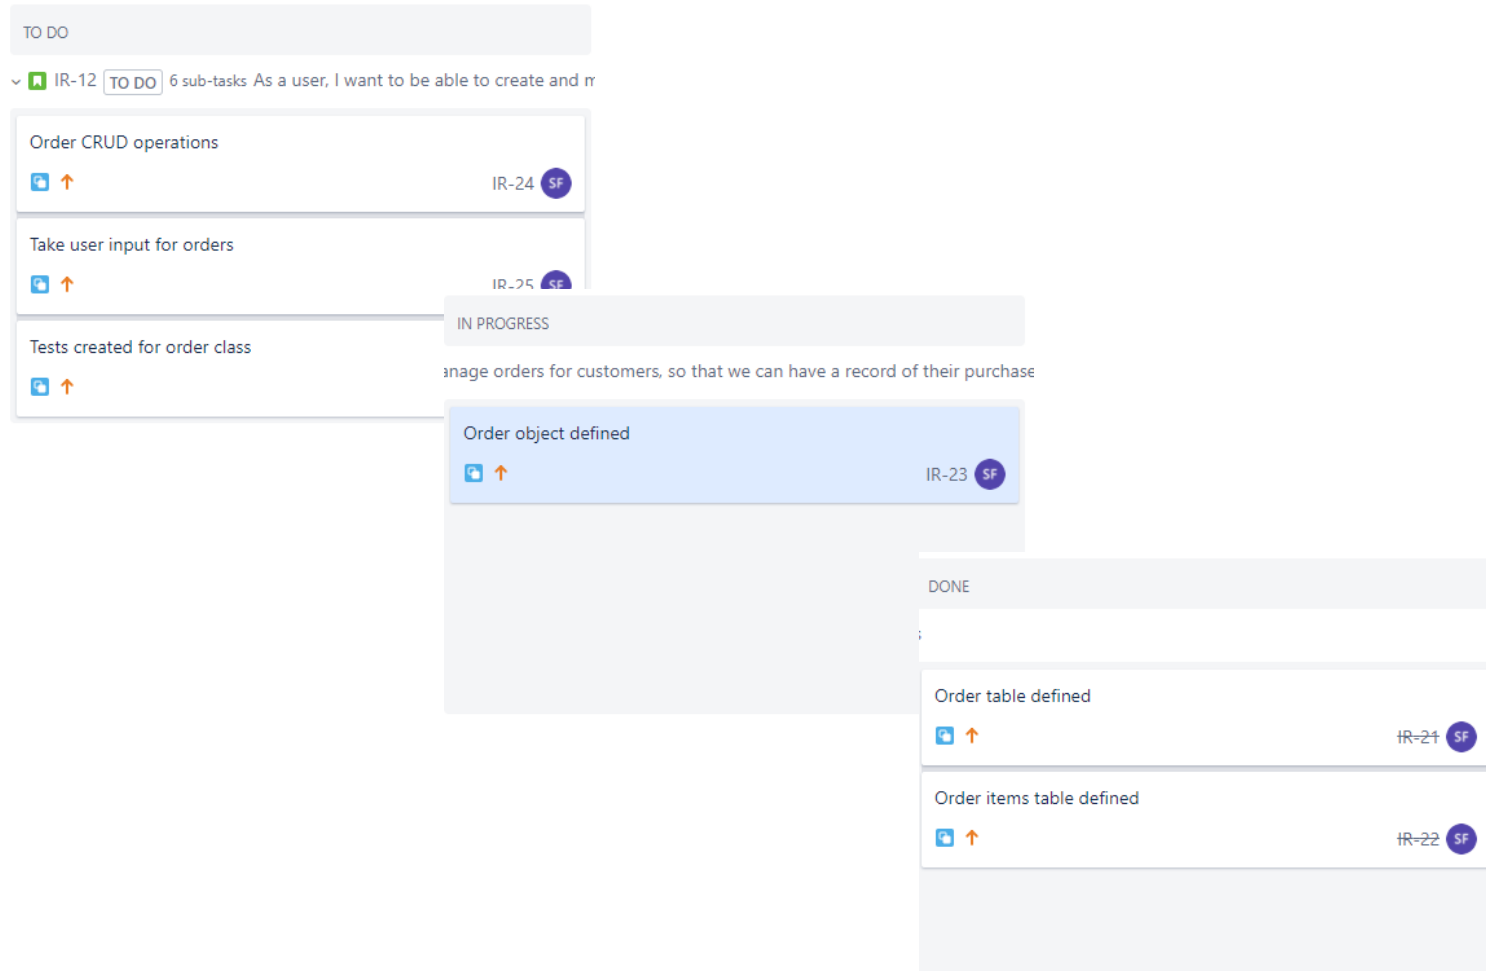 TO DO
IR-12 TO DO 6 sub-tasks As a user, I want to be able to create and m
Order CRUD operations
IR-24 SF
Take user input for orders
IR-25 SF
Tests created for order class
IN PROGRESS
anage orders for customers, so that we can have a record of their purchase
Order object defined
IR-23 SF
DONE
s
Order table defined
IR-21 SF
Order items table defined
IR-22 SF